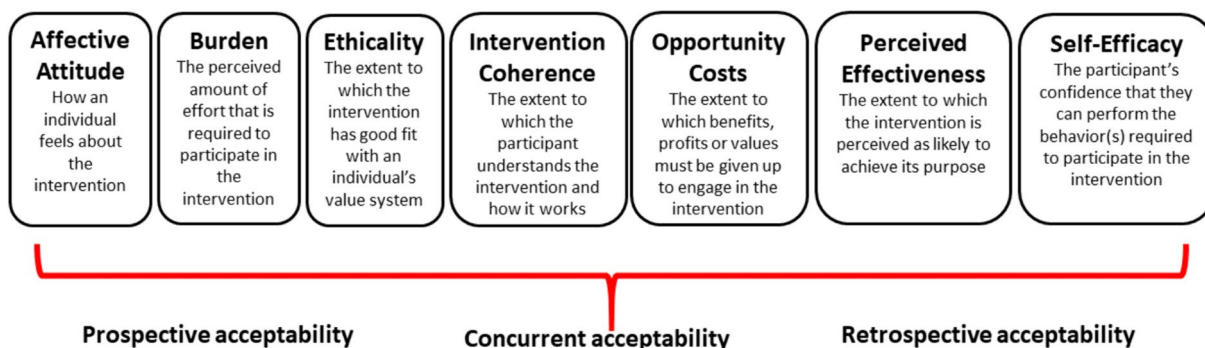 Affective
Attitude
How an
individual
feels about
the
intervention
Burden
The perceived
amount of
effort that is
required to
participate in
the
intervention
Ethicality
The extent to
which the
intervention
has good fit
with an
individual's
value system
Intervention
Coherence
The extent to
which the
participant
understands the
intervention and
how it works
Opportunity
Costs
The extent to
which benefits,
profits or values
must be given up
to engage in the
intervention
Perceived
Effectiveness
The extent to which
the intervention is
perceived as likely to
achieve its purpose
Self-Efficacy
The participant's
confidence that they
can perform the
behavior(s) required
to participate in the
intervention
Prospective acceptability
Concurrent acceptability
Retrospective acceptability